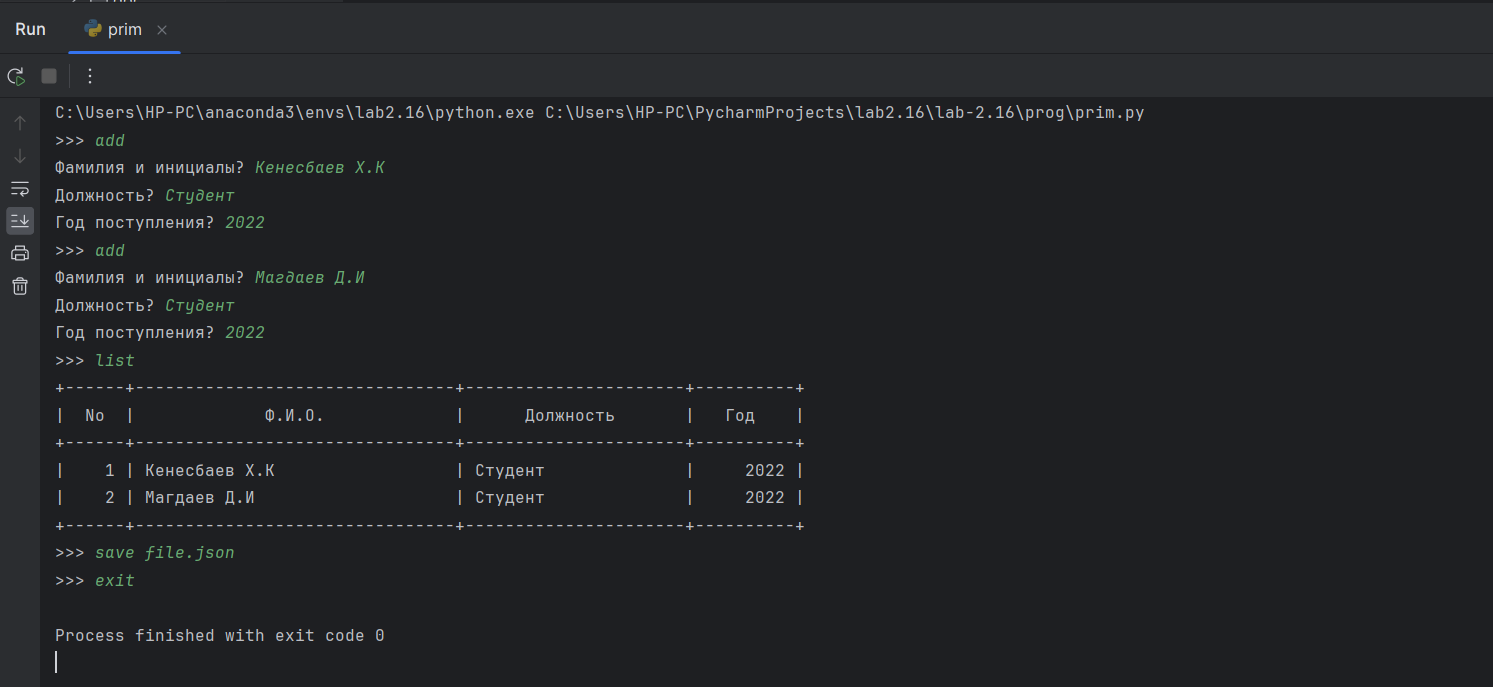 Run prim
C:\Users\HP-PC\anaconda3\envs\lab2.16\python.exe C:\Users\HP-PC\PycharmProjects\lab2.16\lab-2.16\prog\prim.py
>>> add
Фамилия и инициалы? Кенесбаев Х.К
Должность? Студент
Год поступления? 2022
>>> add
Фамилия и инициалы? Магдаев Д.И
Должность? Студент
Год поступления? 2022
>>> list
+------+--------------------------------+----------------------+----------+
|  No  |             Ф.И.О.             |      Должность       |   Год    |
+------+--------------------------------+----------------------+----------+
|    1 | Кенесбаев Х.К                  | Студент              |     2022 |
|    2 | Магдаев Д.И                    | Студент              |     2022 |
+------+--------------------------------+----------------------+----------+
>>> save file.json
>>> exit
Process finished with exit code 0